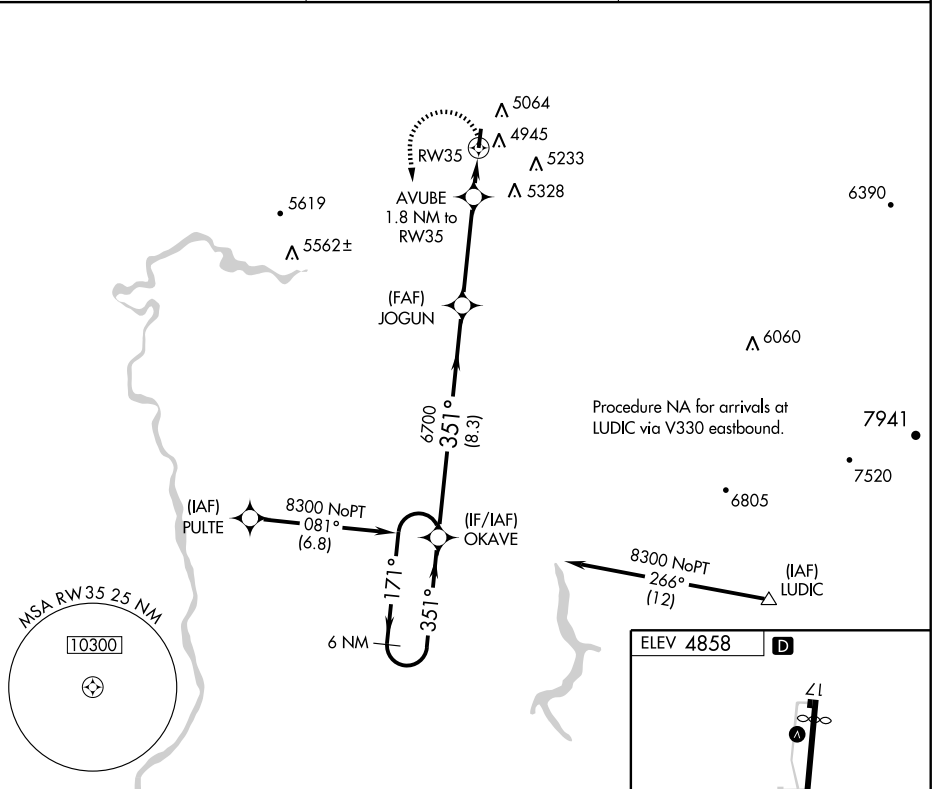 5064
4945
RW35
5233
AVUBE
1.8 NM to
RW35
5328
5619
5562±
6390
(FAF)
JOGUN
6060
6700
351°
(8.3)
Procedure NA for arrivals at
LUDIC via V330 eastbound.
7941
7520
6805
(IAF)
PULTE
8300 NoPT
081°
(6.8)
(IF/IAF)
OKAVE
171°
351°
6 NM
8300 NoPT
266°
(12)
(IAF)
LUDIC
MSA RW35 25 NM
10300
ELEV 4858
D
17